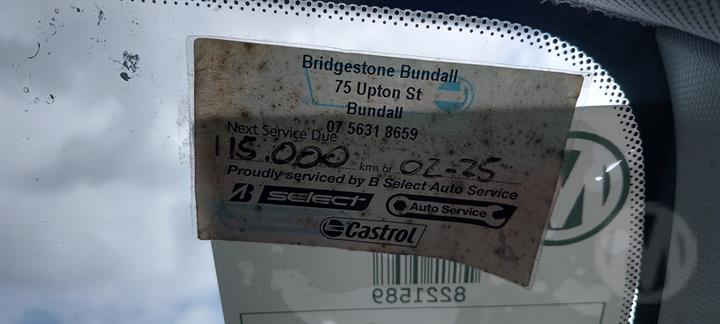 Bridgestone Bundall
75 Upton St
Bundall
07 5631 8659
Next Service Due
115.000 kms or 02-25
Proudly serviced by B Select Auto Service
B SELECT Auto Service
Castrol
8221589